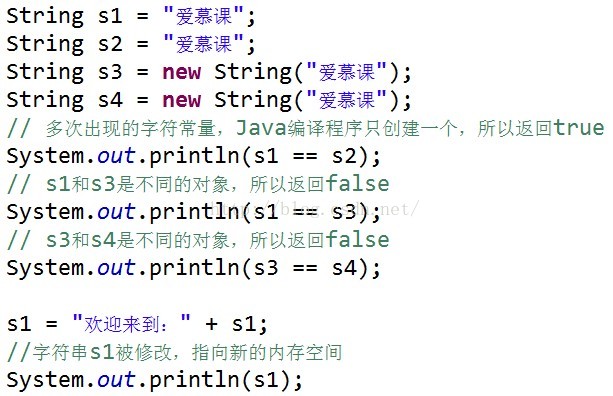 String s1 = "爱慕课";
String s2 = "爱慕课";
String s3 = new String("爱慕课");
String s4 = new String("爱慕课");
// 多次出现的字符常量，Java编译程序只创建一个，所以返回true
System.out.println(s1 == s2);
// s1和s3是不同的对象，所以返回false
System.out.println(s1 == s3);
// s3和s4是不同的对象，所以返回false
System.out.println(s3 == s4);
s1 = "欢迎来到：" + s1;
//字符串s1被修改，指向新的内存空间
System.out.println(s1);